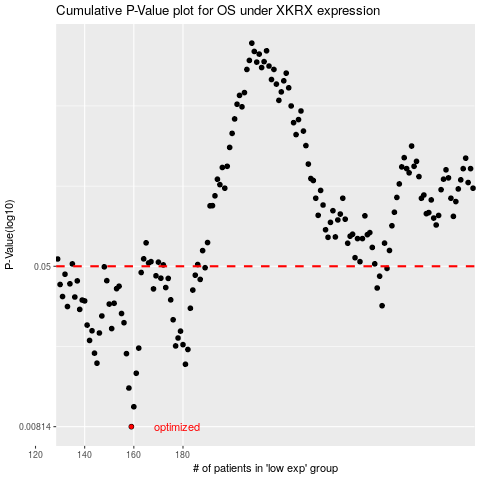 Cumulative P-Value plot for OS under XKRX expression
P-Value(log10)
0.05
0.00814
optimized
120 140 160 180
# of patients in 'low exp' group